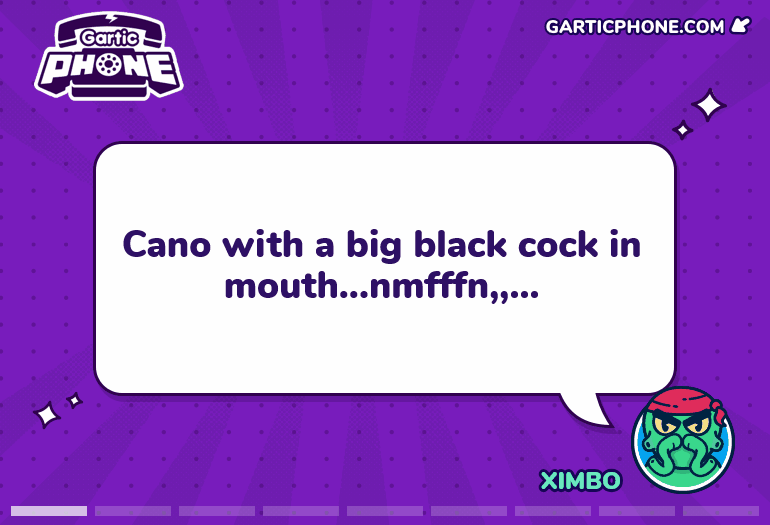 Gartic
PHONE
GARTICPHONE.COM
Cano with a big black cock in
mouth...nmfffn,,...
XIMBO